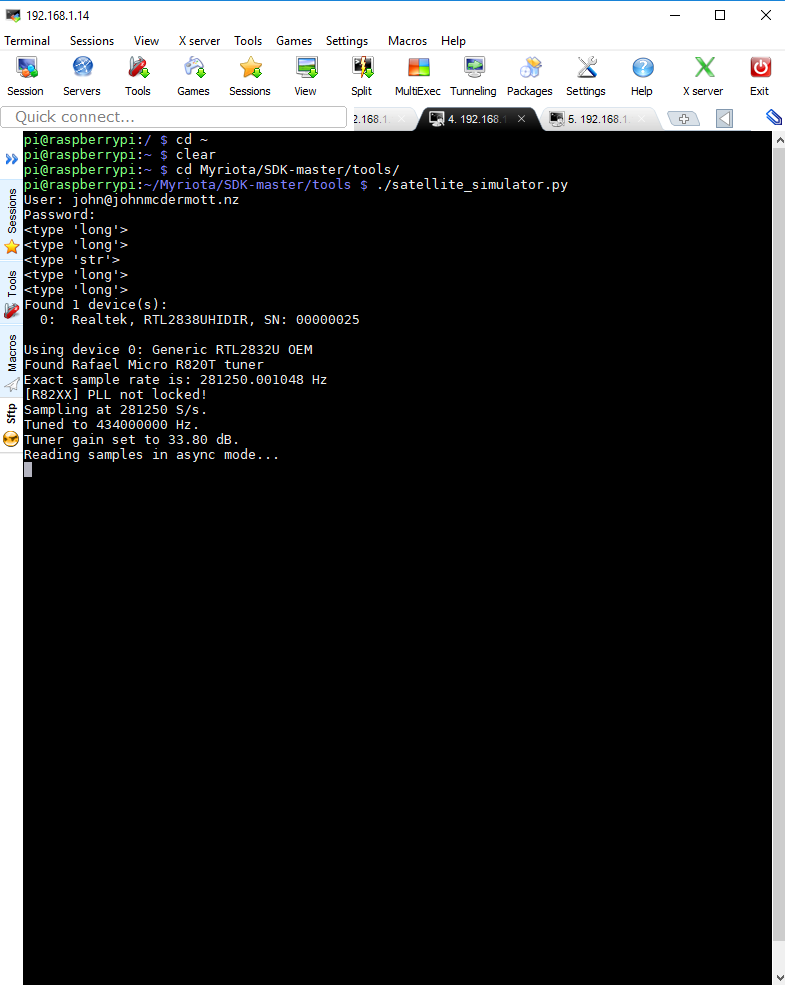 192.168.1.14
Terminal Sessions View X server Tools Games Settings Macros Help
Session Servers Tools Games Sessions View Split MultiExec Tunneling Packages Settings Help X server Exit
Quick connect...
2.168.1.
4. 192.168.
5. 192.168.1.
Sessions
Tools
Macros
Sftp
pi@raspberrypi:/ $ cd ~
pi@raspberrypi:~ $ clear
pi@raspberrypi:~ $ cd Myriota/SDK-master/tools/
pi@raspberrypi:~/Myriota/SDK-master/tools $ ./satellite_simulator.py
User: john@johnmcdermott.nz
Password:
<type 'long'>
<type 'long'>
<type 'str'>
<type 'long'>
<type 'long'>
Found 1 device(s):
  0:  Realtek, RTL2838UHIDIR, SN: 00000025
Using device 0: Generic RTL2832U OEM
Found Rafael Micro R820T tuner
Exact sample rate is: 281250.001048 Hz
[R82XX] PLL not locked!
Sampling at 281250 S/s.
Tuned to 434000000 Hz.
Tuner gain set to 33.80 dB.
Reading samples in async mode...